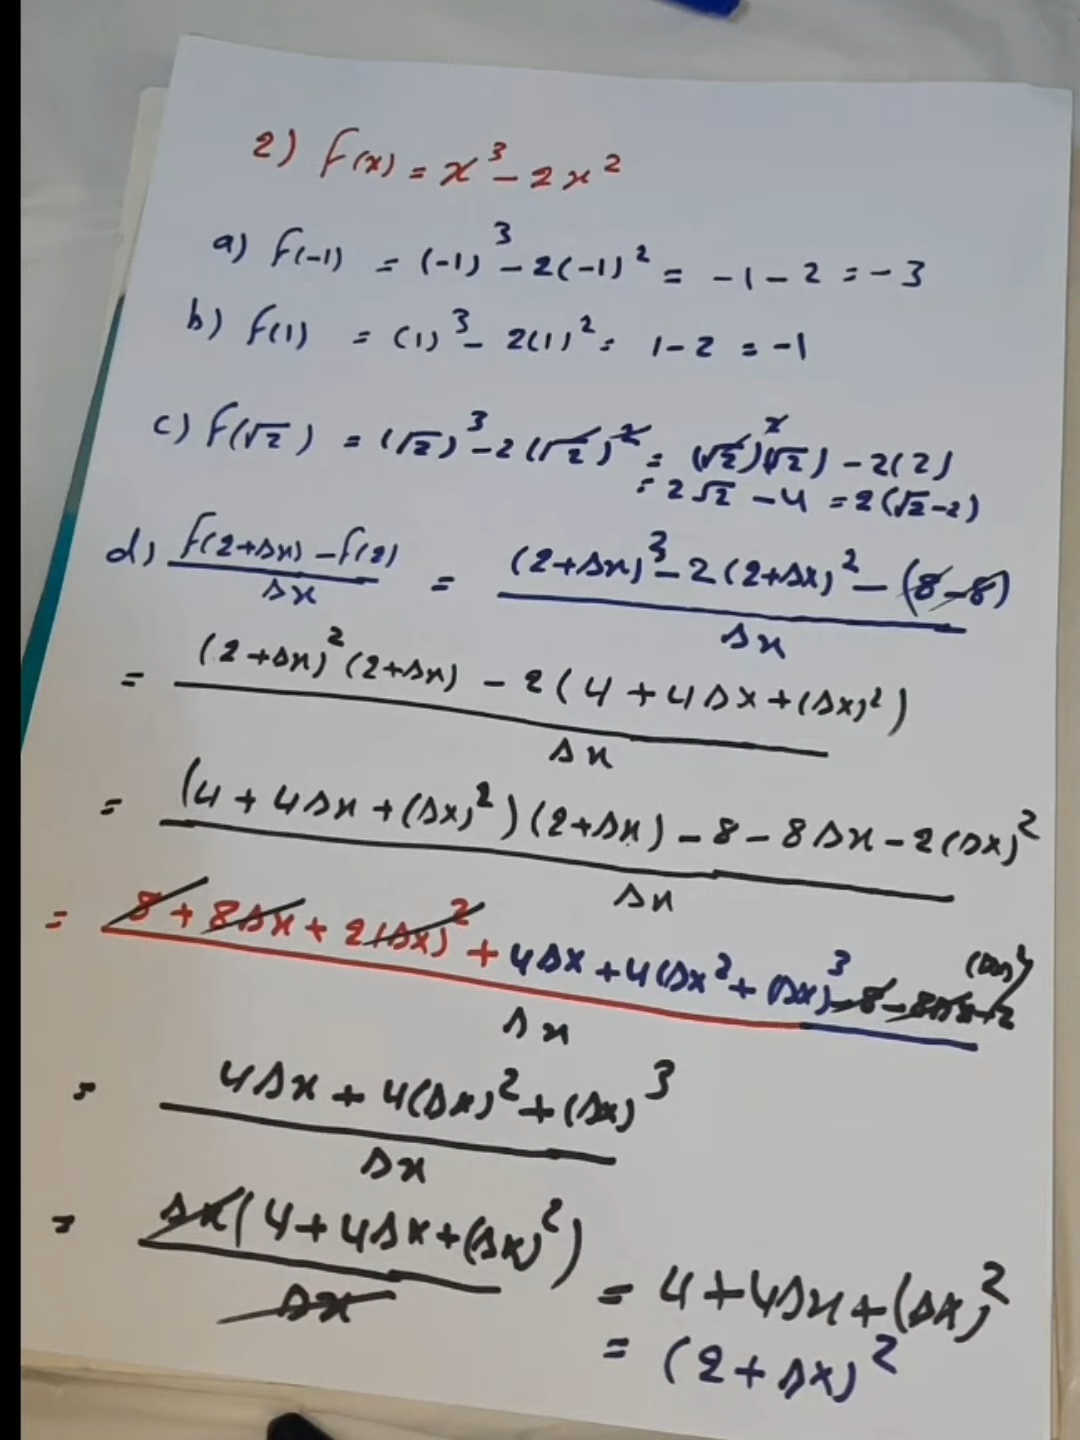 2) f(x) = x³ - 2x²
a) f(-1) = (-1)³ - 2(-1)² = -1 - 2 = -3
b) f(1) = (1)³ - 2(1)² = 1 - 2 = -1
c) f(√2) = (√2)³ - 2(√2)² = (√2)²(√2) - 2(2)
= 2√2 - 4 = 2(√2 - 2)
d) (f(2+Δx) - f(2))/Δx = ((2+Δx)³ - 2(2+Δx)² - (8-8))/Δx
= ((2+Δx)²(2+Δx) - 2(4 + 4Δx + (Δx)²))/Δx
= ((4 + 4Δx + (Δx)²)(2+Δx) - 8 - 8Δx - 2(Δx)²)/Δx
= (8 + 8Δx + 2(Δx)² + 4Δx + 4(Δx² + (Δx)³ - 8 - 8Δx + 2
= (4Δx + 4(Δx)² + (Δx)³)/Δx
= Δx(4 + 4Δx + (Δx)²)/Δx = 4 + 4Δx + (Δx)²
= (2 + Δx)²